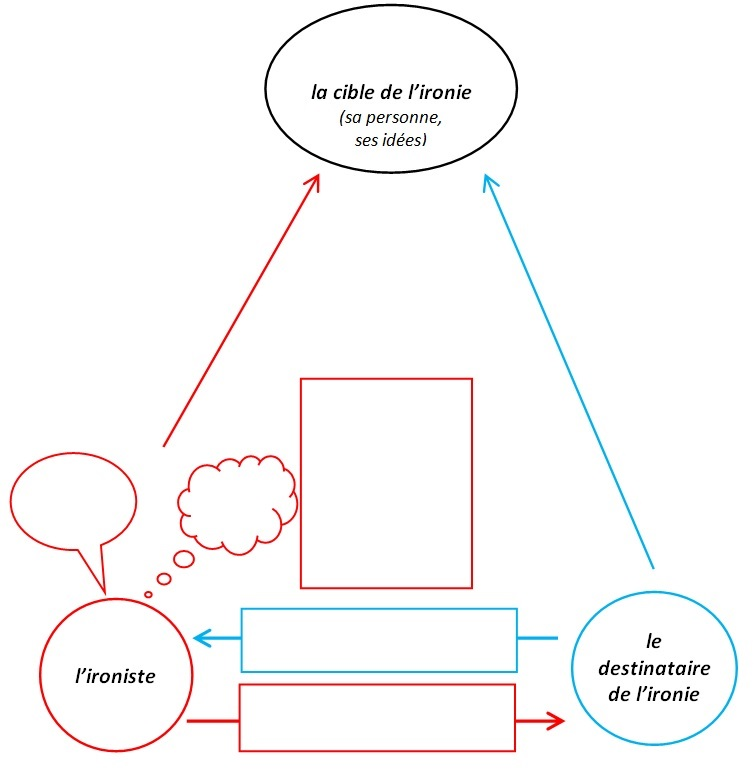 la cible de l’ironie
(sa personne,
ses idées)
l’ironiste
le
destinataire
de l’ironie